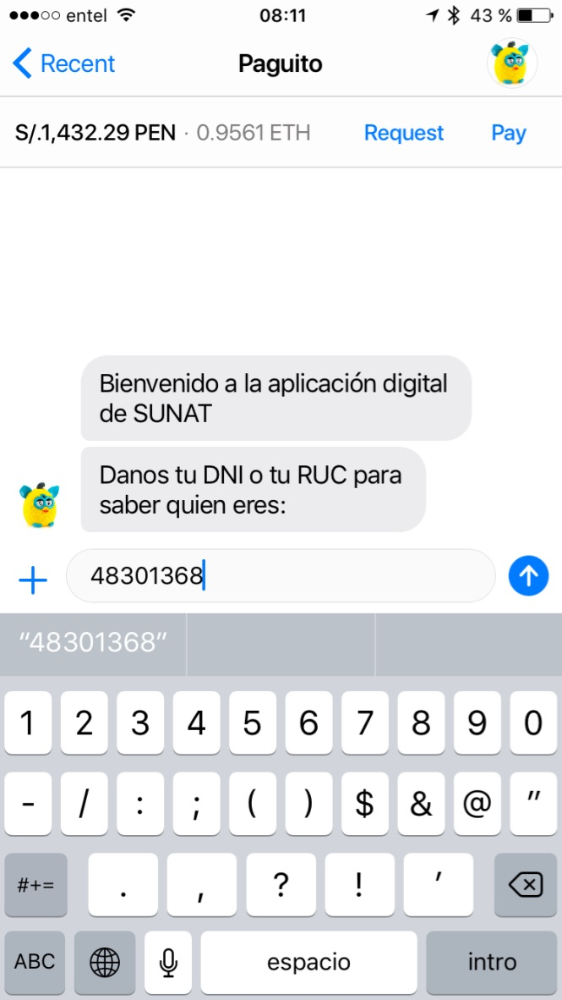 entel 08:11 43 %
Recent Paguito
S/.1,432.29 PEN · 0.9561 ETH Request Pay
Bienvenido a la aplicación digital
de SUNAT
Danos tu DNI o tu RUC para
saber quien eres:
48301368
“48301368”
1 2 3 4 5 6 7 8 9 0
- / : ; ( ) $ & @ "
#+= . , ? ! ’
ABC espacio intro